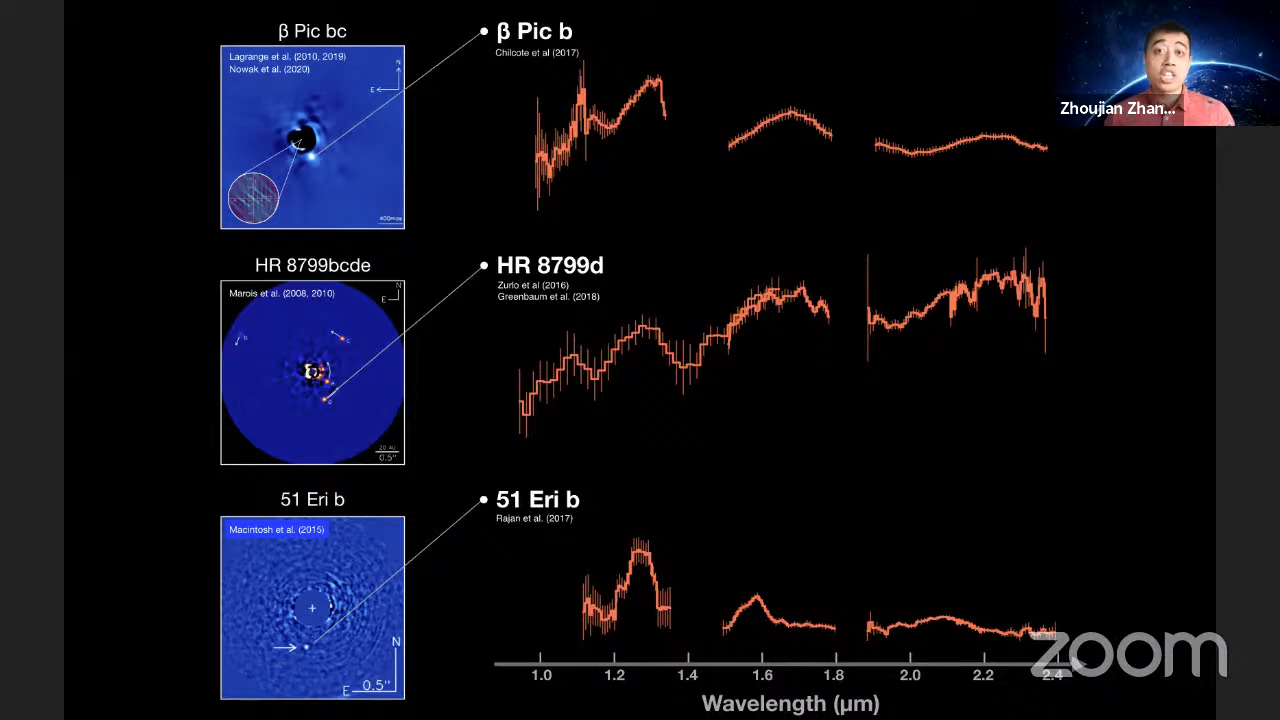 β Pic bc
Lagrange et al. (2010, 2019)
Nowak et al. (2020)
N
E
400mas
β Pic b
Chilcote et al (2017)
Zhoujian Zhan...
HR 8799bcde
Marois et al. (2008, 2010)
N
E
b
c
e
d
20 AU
0.5"
HR 8799d
Zurlo et al (2016)
Greenbaum et al. (2018)
51 Eri b
Macintosh et al. (2015)
N
E
0.5"
51 Eri b
Rajan et al. (2017)
1.0 1.2 1.4 1.6 1.8 2.0 2.2 2.4
Wavelength (μm)
zoom